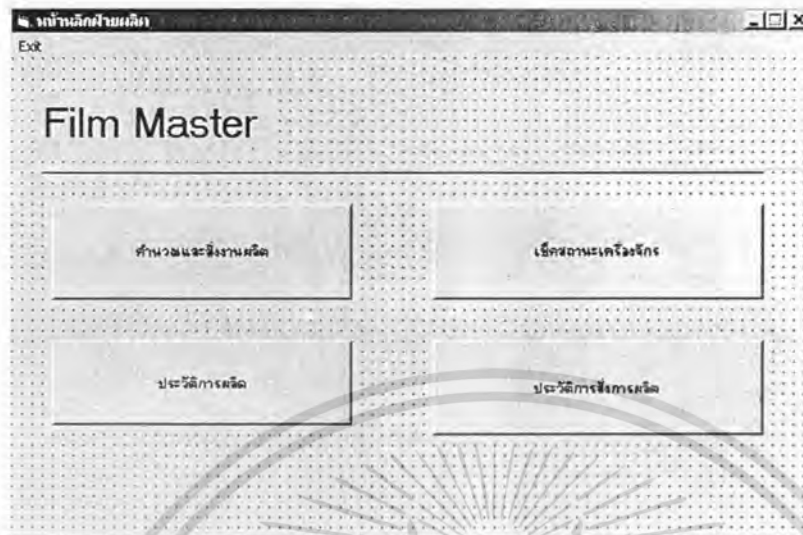 หน้าหลักฝ่ายผลิต
Exit
Film Master
คำนวณและสั่งงานผลิต
เช็คสถานะเครื่องจักร
ประวัติการผลิต
ประวัติการสั่งการผลิต